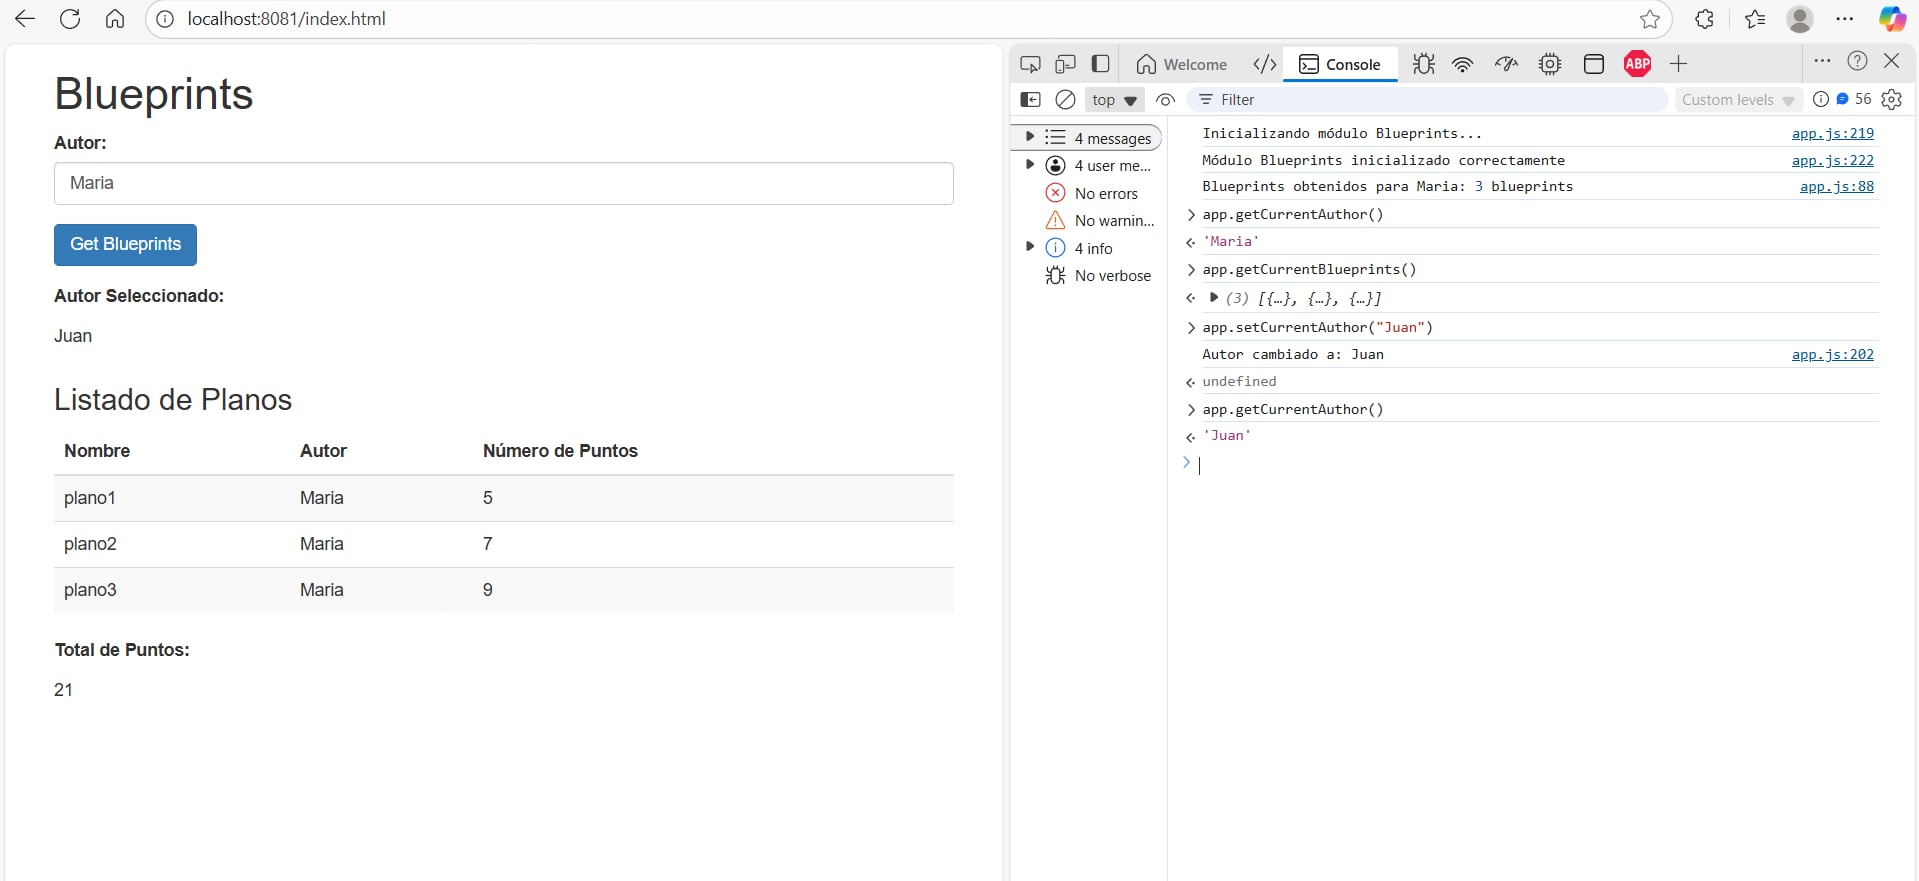 localhost:8081/index.html
Blueprints
Autor:
Maria
Get Blueprints
Autor Seleccionado:
Juan
Listado de Planos
Nombre Autor Número de Puntos
plano1 Maria 5
plano2 Maria 7
plano3 Maria 9
Total de Puntos:
21
Welcome Console ABP
top Filter Custom levels 56
4 messages
4 user me...
No errors
No warnin...
4 info
No verbose
Inicializando módulo Blueprints... app.js:219
Módulo Blueprints inicializado correctamente app.js:222
Blueprints obtenidos para Maria: 3 blueprints app.js:88
app.getCurrentAuthor()
'Maria'
app.getCurrentBlueprints()
(3) [{…}, {…}, {…}]
app.setCurrentAuthor("Juan")
Autor cambiado a: Juan app.js:202
undefined
app.getCurrentAuthor()
'Juan'